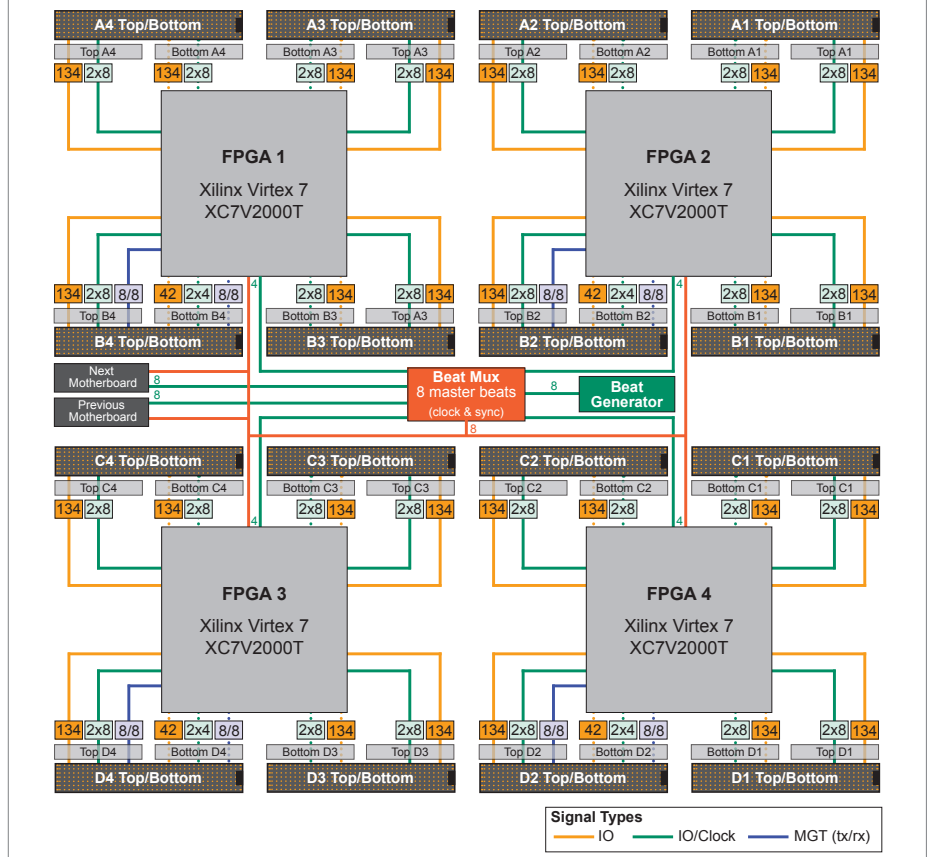 A4 Top/Bottom A3 Top/Bottom A2 Top/Bottom A1 Top/Bottom
Top A4 Bottom A4 Bottom A3 Top A3 Top A2 Bottom A2 Bottom A1 Top A1
134 2x8 134 2x8 2x8 134 2x8 134 134 2x8 134 2x8 2x8 134 2x8 134
FPGA 1 FPGA 2
Xilinx Virtex 7 Xilinx Virtex 7
XC7V2000T XC7V2000T
4 4
134 2x8 8/8 42 2x4 8/8 2x8 134 2x8 134 134 2x8 8/8 42 2x4 8/8 2x8 134 2x8 134
Top B4 Bottom B4 Bottom B3 Top A3 Top B2 Bottom B2 Bottom B1 Top B1
B4 Top/Bottom B3 Top/Bottom B2 Top/Bottom B1 Top/Bottom
Next
Motherboard
8
8
Previous
Motherboard
Beat Mux
8 master beats
(clock & sync)
8
8
Beat
Generator
C4 Top/Bottom C3 Top/Bottom C2 Top/Bottom C1 Top/Bottom
Top C4 Bottom C4 Bottom C3 Top C3 Top C2 Bottom C2 Bottom C1 Top C1
134 2x8 134 2x8 2x8 134 2x8 134 134 2x8 134 2x8 2x8 134 2x8 134
4 4
FPGA 3 FPGA 4
Xilinx Virtex 7 Xilinx Virtex 7
XC7V2000T XC7V2000T
134 2x8 8/8 42 2x4 8/8 2x8 134 2x8 134 134 2x8 8/8 42 2x4 8/8 2x8 134 2x8 134
Top D4 Bottom D4 Bottom D3 Top D3 Top D2 Bottom D2 Bottom D1 Top D1
D4 Top/Bottom D3 Top/Bottom D2 Top/Bottom D1 Top/Bottom
Signal Types
IO IO/Clock MGT (tx/rx)